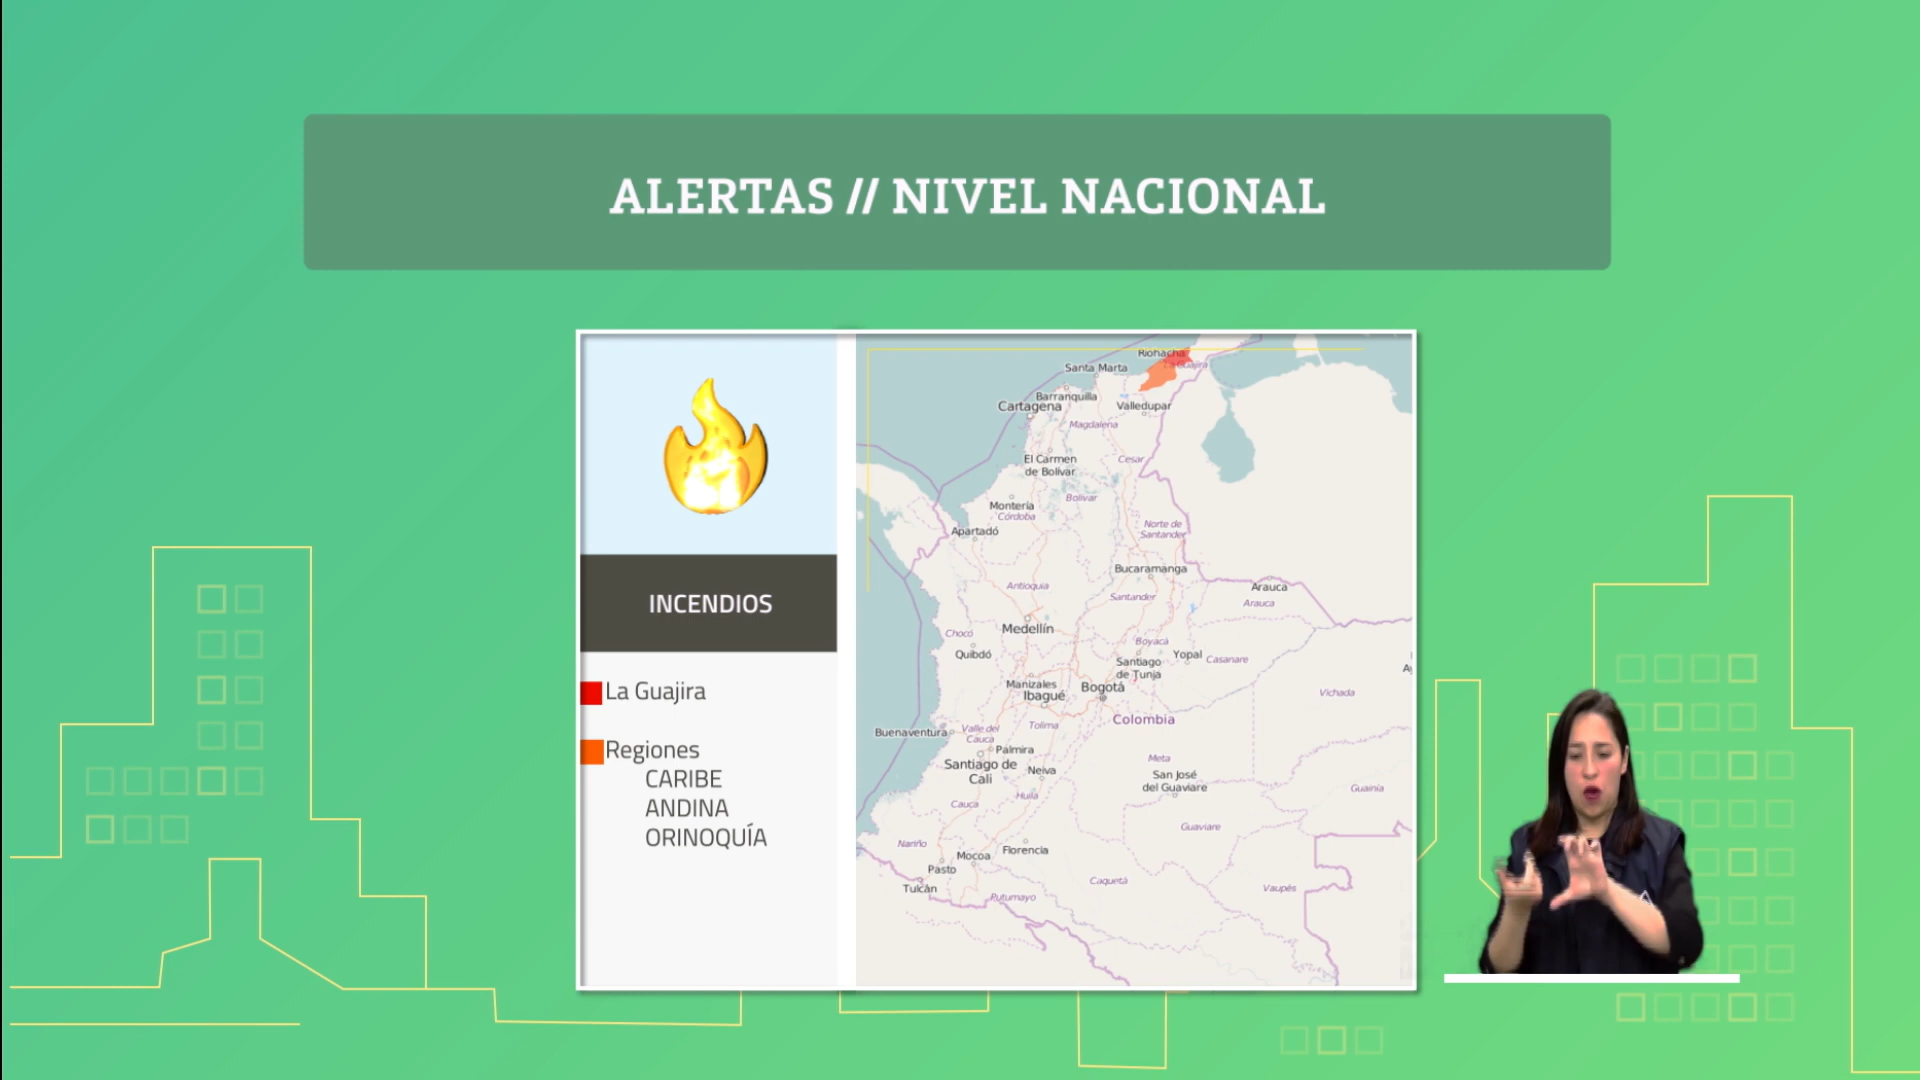 ALERTAS // NIVEL NACIONAL
INCENDIOS
La Guajira
Regiones
CARIBE
ANDINA
ORINOQUÍA
Riohacha
La Guajira
Santa Marta
Barranquilla
Cartagena
Valledupar
Magdalena
El Carmen
de Bolívar
Cesar
Bolívar
Montería
Córdoba
Apartadó
Norte de
Santander
Bucaramanga
Antioquia
Santander
Arauca
Arauca
Medellín
Chocó
Boyacá
Quibdó
Santiago
de Tunja
Yopal
Casanare
Manizales
Ibagué
Bogotá
Vichada
Colombia
Buenaventura
Valle del
Cauca
Tolima
Palmira
Santiago de
Cali
Neiva
Meta
San José
del Guaviare
Guainía
Huila
Cauca
Guaviare
Nariño
Mocoa
Florencia
Pasto
Tulcán
Putumayo
Caquetá
Vaupés